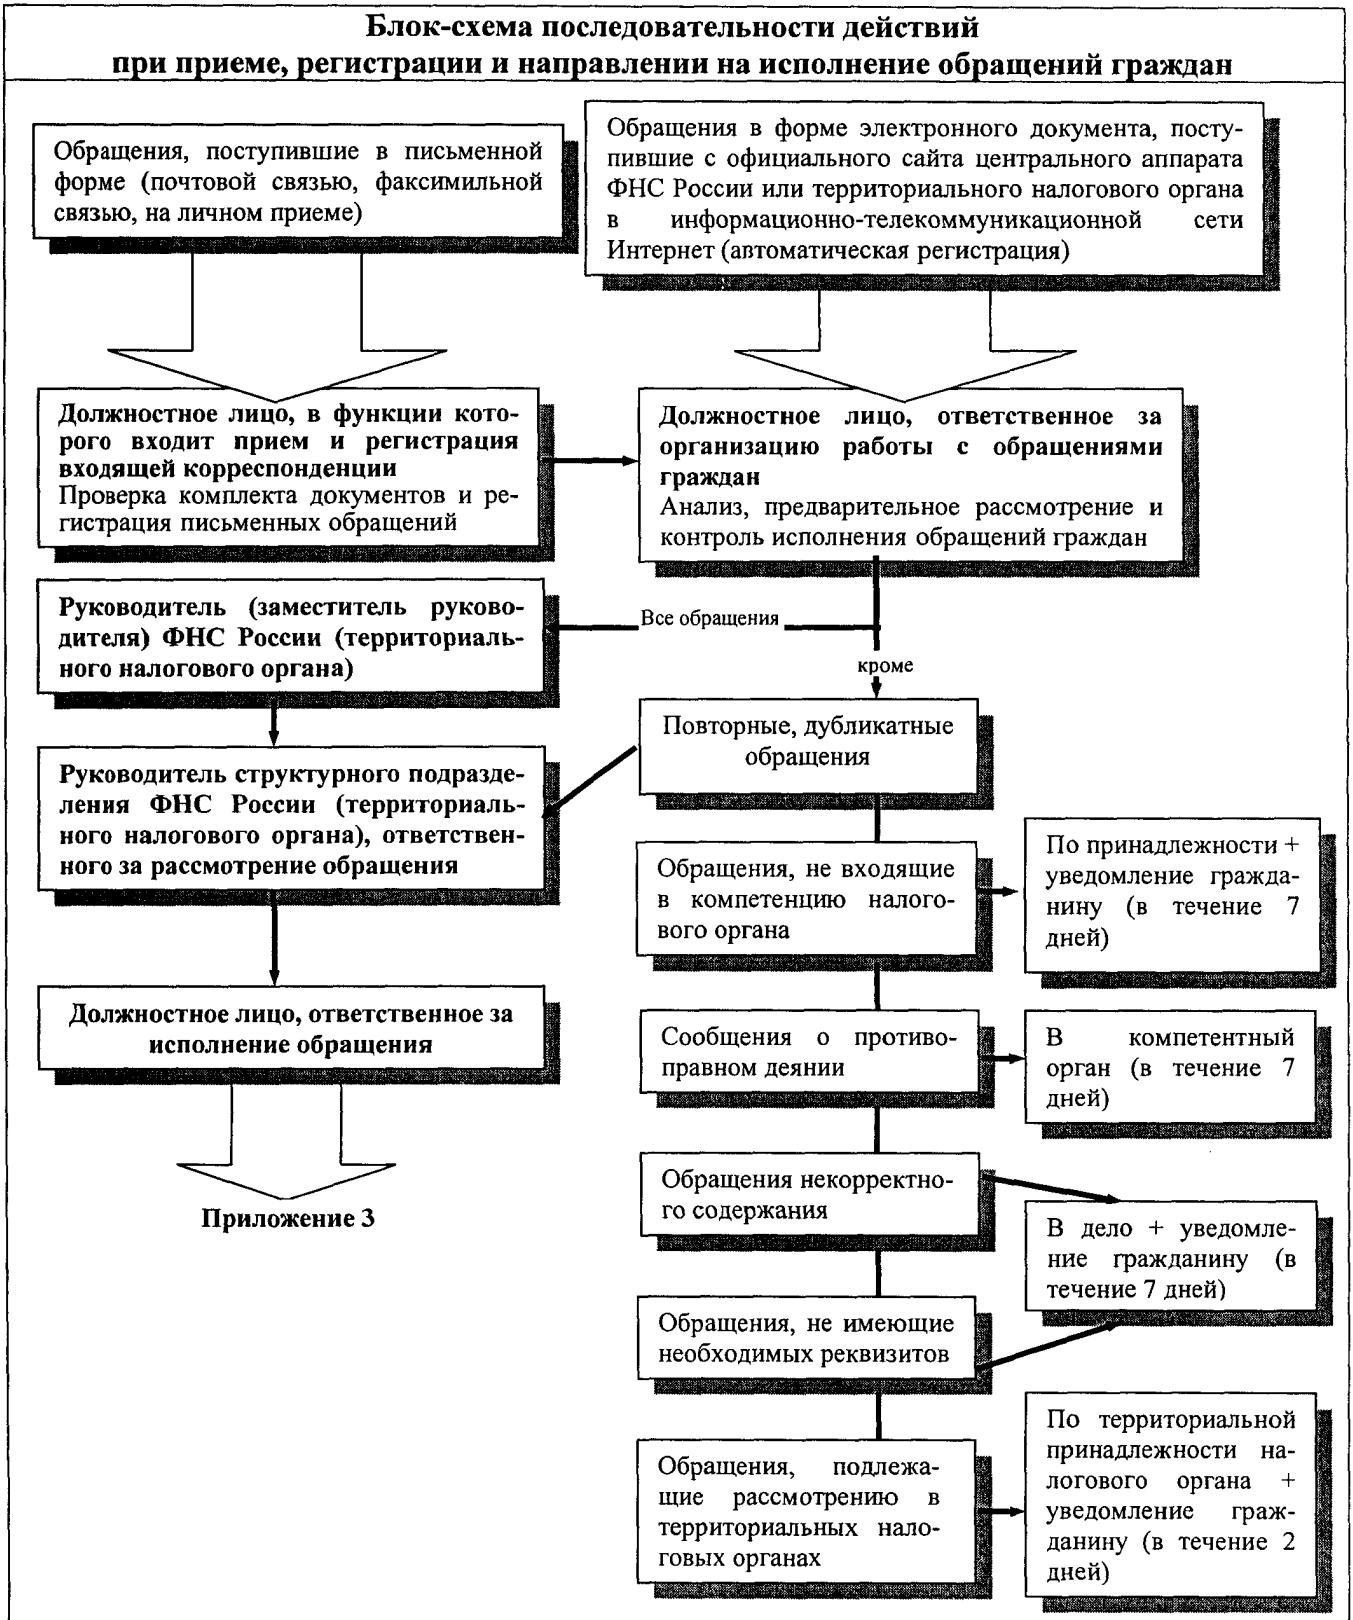 Блок-схема последовательности действий
при приеме, регистрации и направлении на исполнение обращений граждан
Обращения, поступившие в письменной
форме (почтовой связью, факсимильной
связью, на личном приеме)
Обращения в форме электронного документа, посту-
пившие с официального сайта центрального аппарата
ФНС России или территориального налогового органа
в информационно-телекоммуникационной сети
Интернет (автоматическая регистрация)
Должностное лицо, в функции кото-
рого входит прием и регистрация
входящей корреспонденции
Проверка комплекта документов и ре-
гистрация письменных обращений
Должностное лицо, ответственное за
организацию работы с обращениями
граждан
Анализ, предварительное рассмотрение и
контроль исполнения обращений граждан
Руководитель (заместитель руково-
дителя) ФНС России (территориаль-
ного налогового органа)
Все обращения
кроме
Руководитель структурного подразде-
ления ФНС России (территориаль-
ного налогового органа), ответствен-
ного за рассмотрение обращения
Повторные, дубликатные
обращения
Обращения, не входящие
в компетенцию налого-
вого органа
По принадлежности +
уведомление гражда-
нину (в течение 7
дней)
Должностное лицо, ответственное за
исполнение обращения
Сообщения о противо-
правном деянии
В компетентный
орган (в течение 7
дней)
Приложение 3
Обращения некорректно-
го содержания
В дело + уведомле-
ние гражданину (в
течение 7 дней)
Обращения, не имеющие
необходимых реквизитов
Обращения, подлежа-
щие рассмотрению в
территориальных нало-
говых органах
По территориальной
принадлежности на-
логового органа +
уведомление граж-
данину (в течение 2
дней)